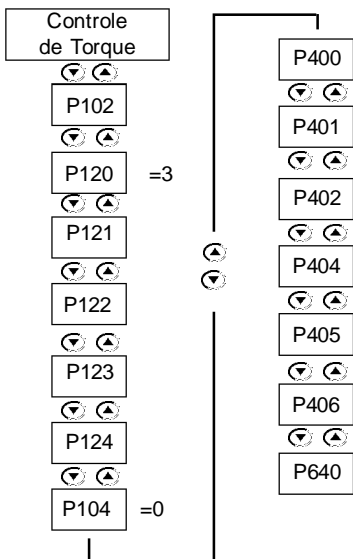 Controle
de Torque
P102
P120 =3
P121
P122
P123
P124
P104 =0
P400
P401
P402
P404
P405
P406
P640